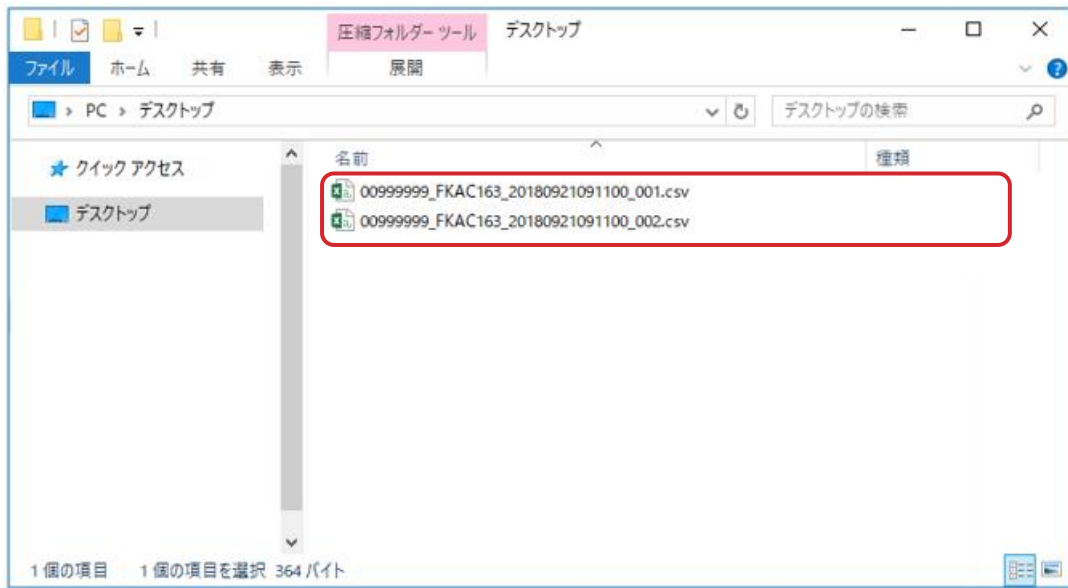 圧縮フォルダー ツール デスクトップ
ファイル ホーム 共有 表示 展開
PC › デスクトップ デスクトップの検索
クイック アクセス
デスクトップ
名前 種類
00999999_FKAC163_20180921091100_001.csv
00999999_FKAC163_20180921091100_002.csv
1 個の項目 1 個の項目を選択 364 バイト